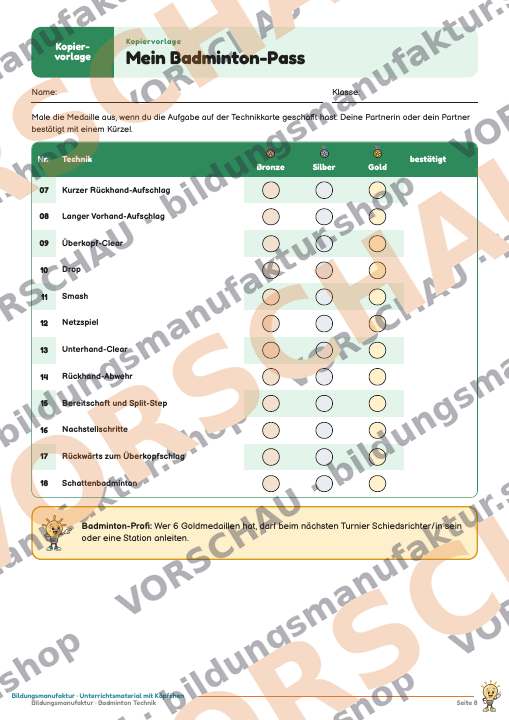 Kopier-
vorlage
Kopiervorlage
Mein Badminton-Pass
Name:
Klasse:
Male die Medaille aus, wenn du die Aufgabe auf der Technikkarte geschafft hast. Deine Partnerin oder dein Partner
bestätigt mit einem Kürzel.
Nr. Technik Bronze Silber Gold bestätigt
07 Kurzer Rückhand-Aufschlag
08 Langer Vorhand-Aufschlag
09 Überkopf-Clear
10 Drop
11 Smash
12 Netzspiel
13 Unterhand-Clear
14 Rückhand-Abwehr
15 Bereitschaft und Split-Step
16 Nachstellschritte
17 Rückwärts zum Überkopfschlag
18 Schattenbadminton
Badminton-Profi: Wer 6 Goldmedaillen hat, darf beim nächsten Turnier Schiedsrichter/in sein
oder eine Station anleiten.
Bildungsmanufaktur · Unterrichtsmaterial mit Köpfchen
Bildungsmanufaktur · Badminton Technik
Seite 8
VORSCHAU · bildungsmanufaktur.shop
VORSCHAU